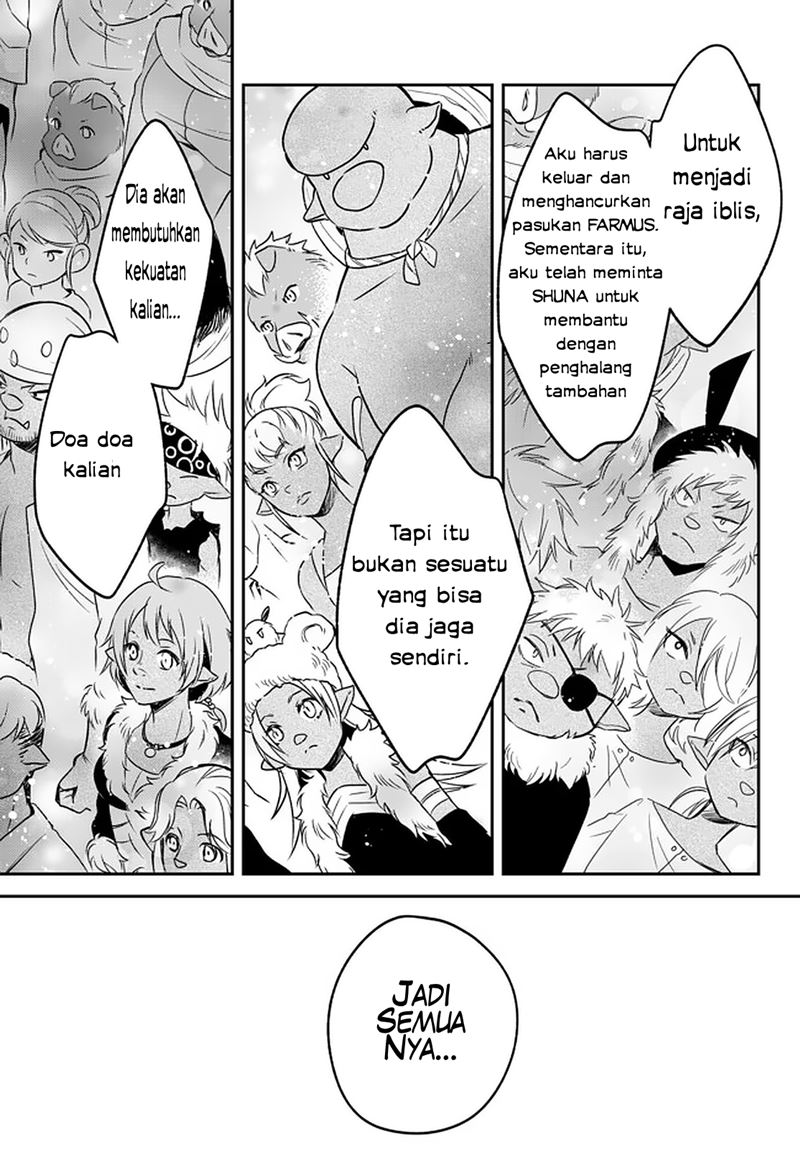 Untuk
menjadi
raja iblis,
Aku harus
keluar dan
menghancurkan
pasukan FARMUS.
Sementara itu,
aku telah meminta
SHUNA untuk
membantu
dengan
penghalang
tambahan
Tapi itu
bukan sesuatu
yang bisa
dia jaga
sendiri.
Dia akan
membutuhkan
kekuatan
kalian...
Doa doa
kalian
JADI
SEMUA
NYA...